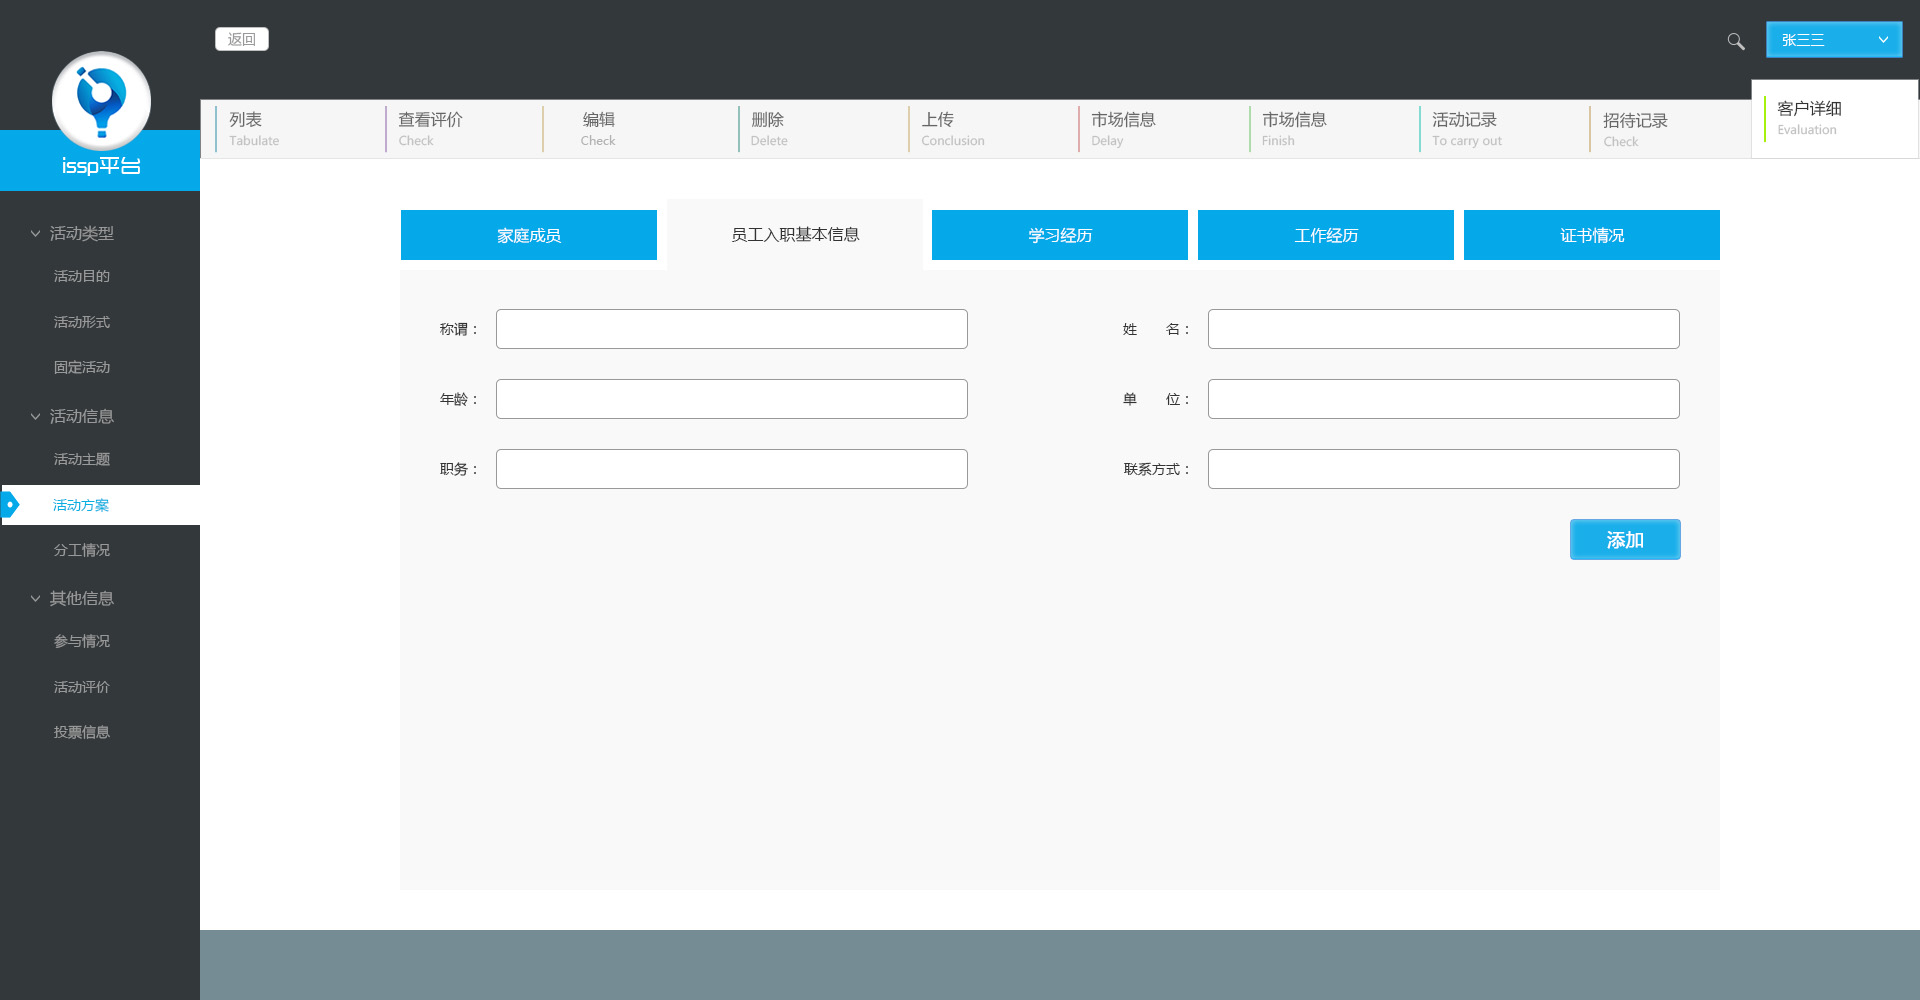 返回
张三三
issp平台
列表
Tabulate
查看评价
Check
编辑
Check
删除
Delete
上传
Conclusion
市场信息
Delay
市场信息
Finish
活动记录
To carry out
招待记录
Check
客户详细
Evaluation
活动类型
活动目的
活动形式
固定活动
活动信息
活动主题
活动方案
分工情况
其他信息
参与情况
活动评价
投票信息
家庭成员
员工入职基本信息
学习经历
工作经历
证书情况
称谓：
姓 名：
年龄：
单 位：
职务：
联系方式：
添加